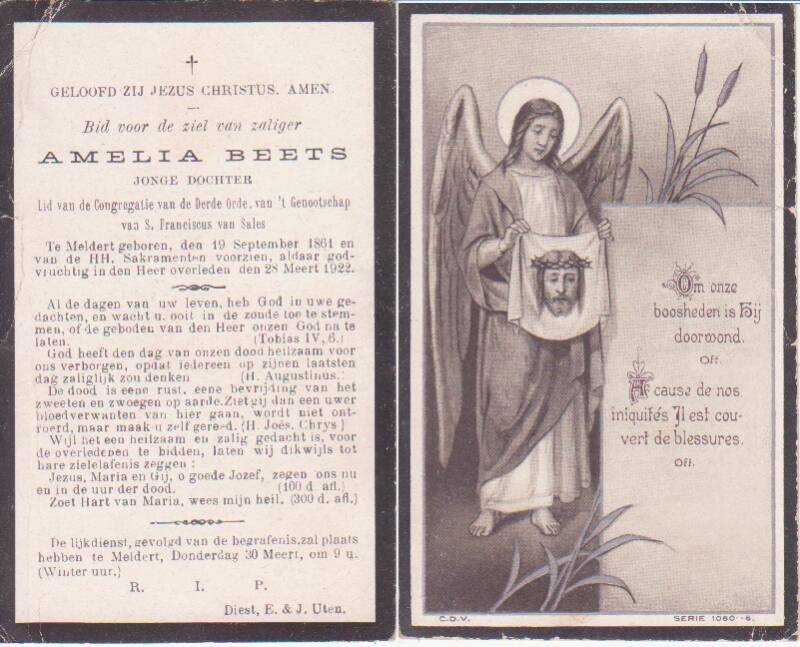 GELOOFD ZIJ JEZUS CHRISTUS. AMEN.
Bid voor de ziel van zaliger
AMELIA BEETS
JONGE DOCHTER
Lid van de Congregatie van de Derde Orde, van 't Genootschap
van S. Franciscus van Sales
Te Meldert geboren, den 19 September 1861 en
van de HH. Sakramenten voorzien, aldaar god-
vruchtig in den Heer overleden den 28 Meert 1922.
Al de dagen van uw leven, heb God in uwe ge-
dachten, en wacht u, ooit in de zonde toe te stem-
men, of de geboden van den Heer onzen God na te
laten. (Tobias IV, 6.)
God heeft den dag van onzen dood heilzaam voor
ons verborgen, opdat iedereen op zijnen laatsten
dag zaliglijk zou denken (H. Augustinus.)
De dood is eene rust, eene bevrijding van het
zweeten en zwoegen op aarde. Ziet gij dan een uwer
bloedverwanten van hier gaan, wordt niet ont-
roerd, maar maak u zelf gereed. (H. Joës. Chrys)
Wijl het een heilzaam en zalig gedacht is, voor
de overledenen te bidden, laten wij dikwijls tot
hare zielelafenis zeggen :
Jezus, Maria en Gij, o goede Jozef, zegen ons nu
en in de uur der dood. (100 d afl.)
Zoet Hart van Maria, wees mijn heil. (300 d. afl.)
De lijkdienst, gevolgd van de begrafenis, zal plaats
hebben te Meldert, Donderdag 30 Meert, om 9 u.
(Winter uur.)
R. I. P.
Diest, E. & J. Uten.
Om onze
boosheden is Hij
doorwond.
Off.
A cause de nos
iniquités Il est cou-
vert de blessures.
Off.
C.D.V. SERIE 1060-6.